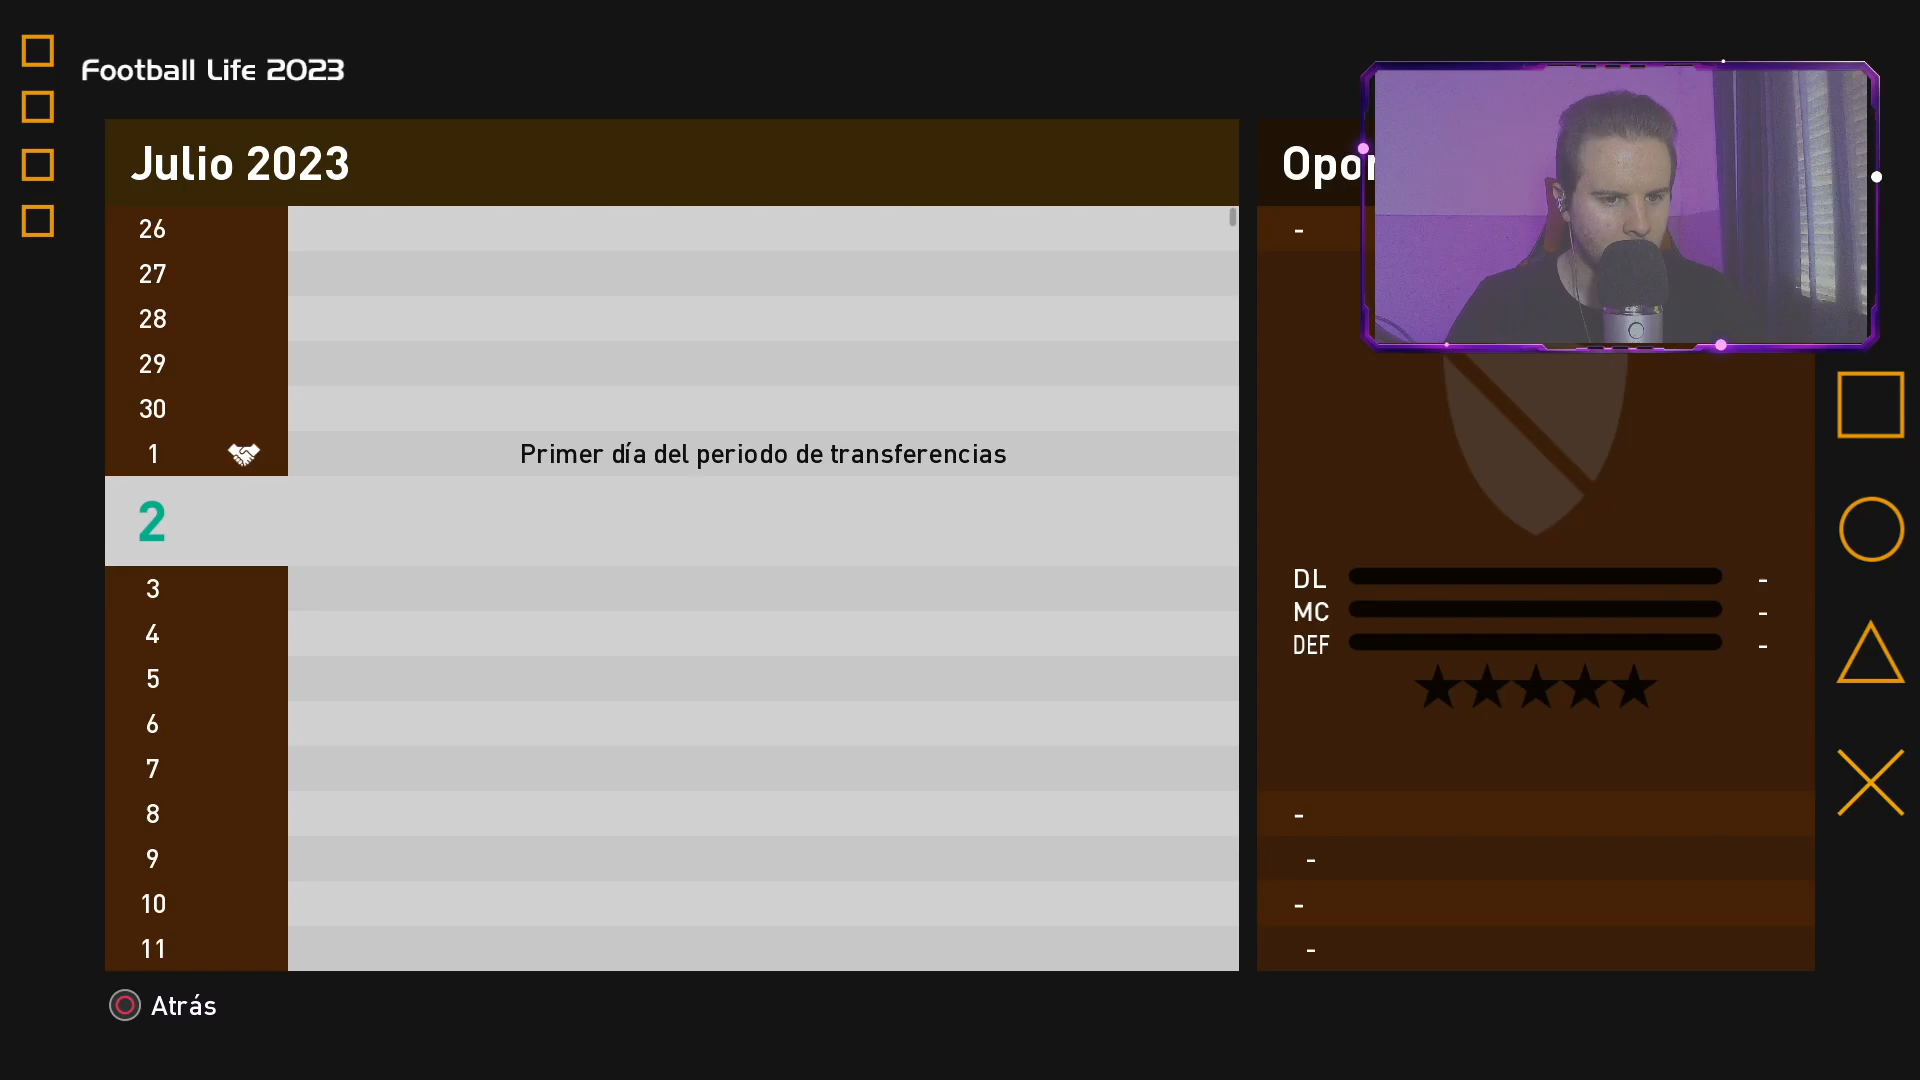 Football Life 2023
Julio 2023
26
27
28
29
30
1 Primer día del periodo de transferencias
2
3
4
5
6
7
8
9
10
11
-
DL -
MC -
DEF -
-
-
-
-
Atrás